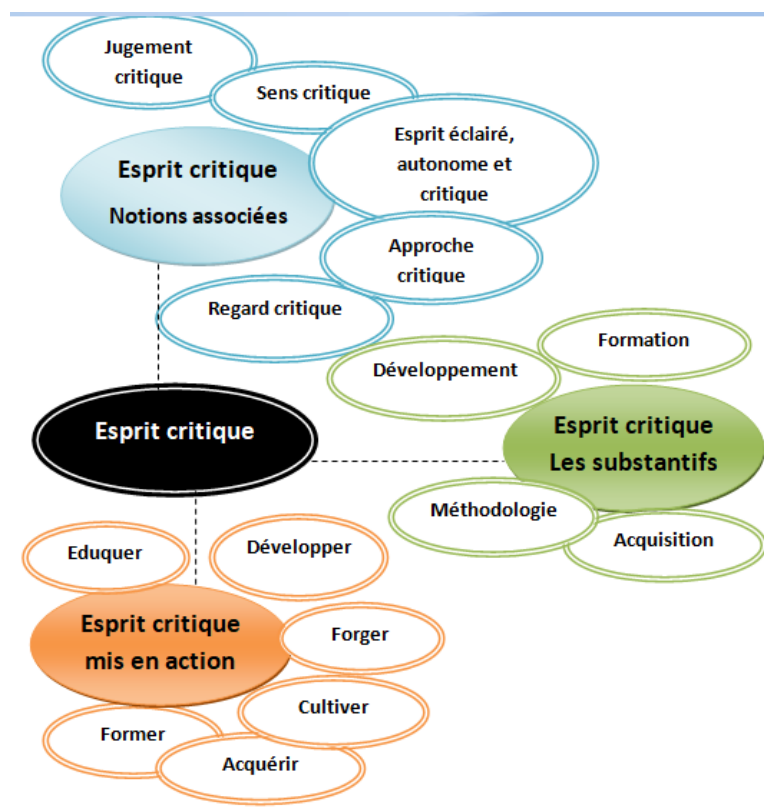 Jugement
critique
Sens critique
Esprit éclairé,
autonome et
critique
Esprit critique
Notions associées
Approche
critique
Regard critique
Formation
Développement
Esprit critique
Esprit critique
Les substantifs
Méthodologie
Acquisition
Eduquer
Développer
Esprit critique
mis en action
Forger
Cultiver
Former
Acquérir